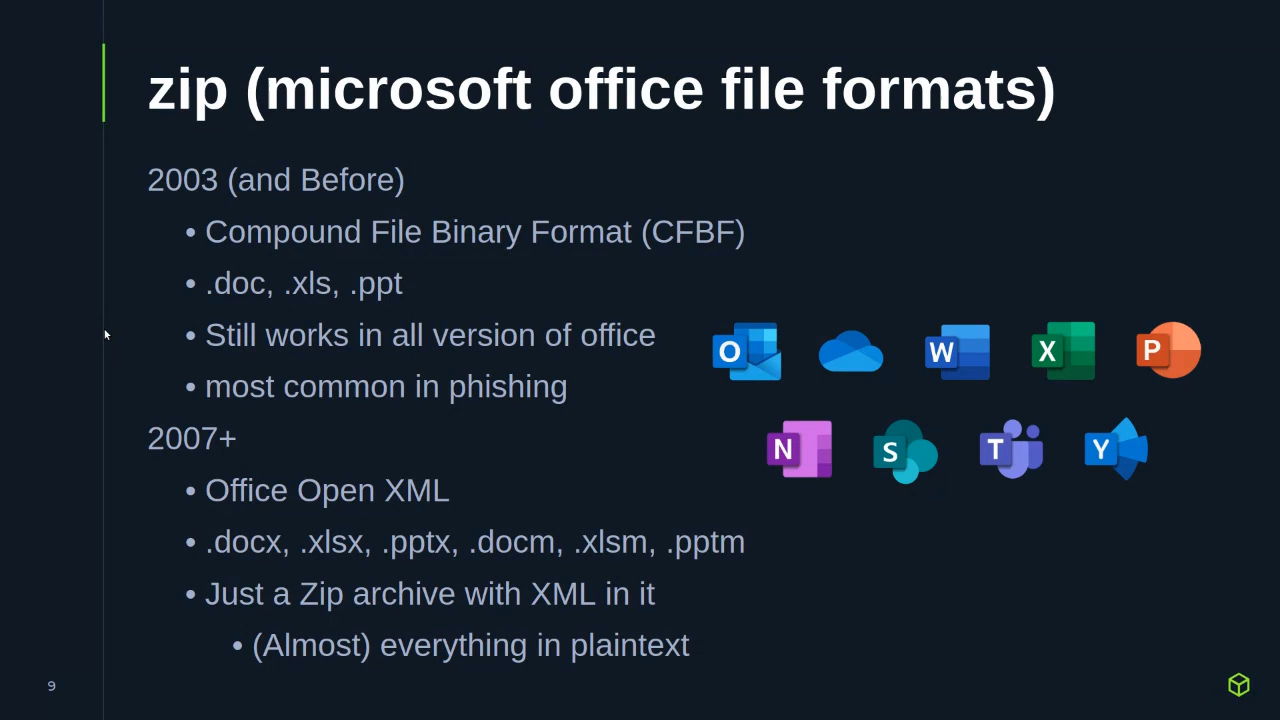 zip (microsoft office file formats)
2003 (and Before)
• Compound File Binary Format (CFBF)
• .doc, .xls, .ppt
• Still works in all version of office
• most common in phishing
O W X P
N S T Y
2007+
• Office Open XML
• .docx, .xlsx, .pptx, .docm, .xlsm, .pptm
• Just a Zip archive with XML in it
• (Almost) everything in plaintext
9